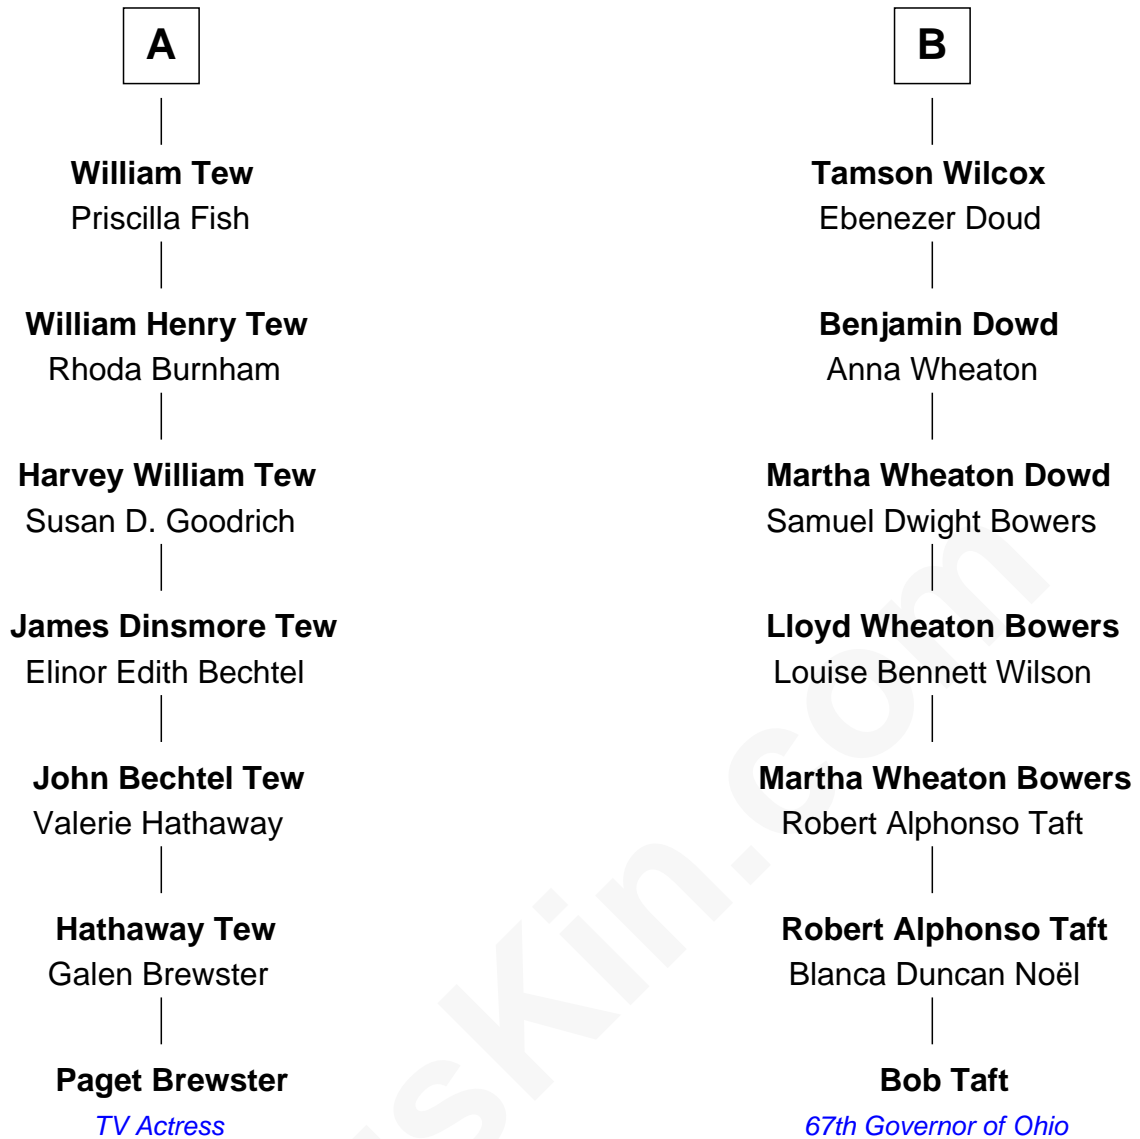 A
William Tew
Priscilla Fish
William Henry Tew
Rhoda Burnham
Harvey William Tew
Susan D. Goodrich
James Dinsmore Tew
Elinor Edith Bechtel
John Bechtel Tew
Valerie Hathaway
Hathaway Tew
Galen Brewster
Paget Brewster
TV Actress
B
Tamson Wilcox
Ebenezer Doud
Benjamin Dowd
Anna Wheaton
Martha Wheaton Dowd
Samuel Dwight Bowers
Lloyd Wheaton Bowers
Louise Bennett Wilson
Martha Wheaton Bowers
Robert Alphonso Taft
Robert Alphonso Taft
Blanca Duncan Noël
Bob Taft
67th Governor of Ohio